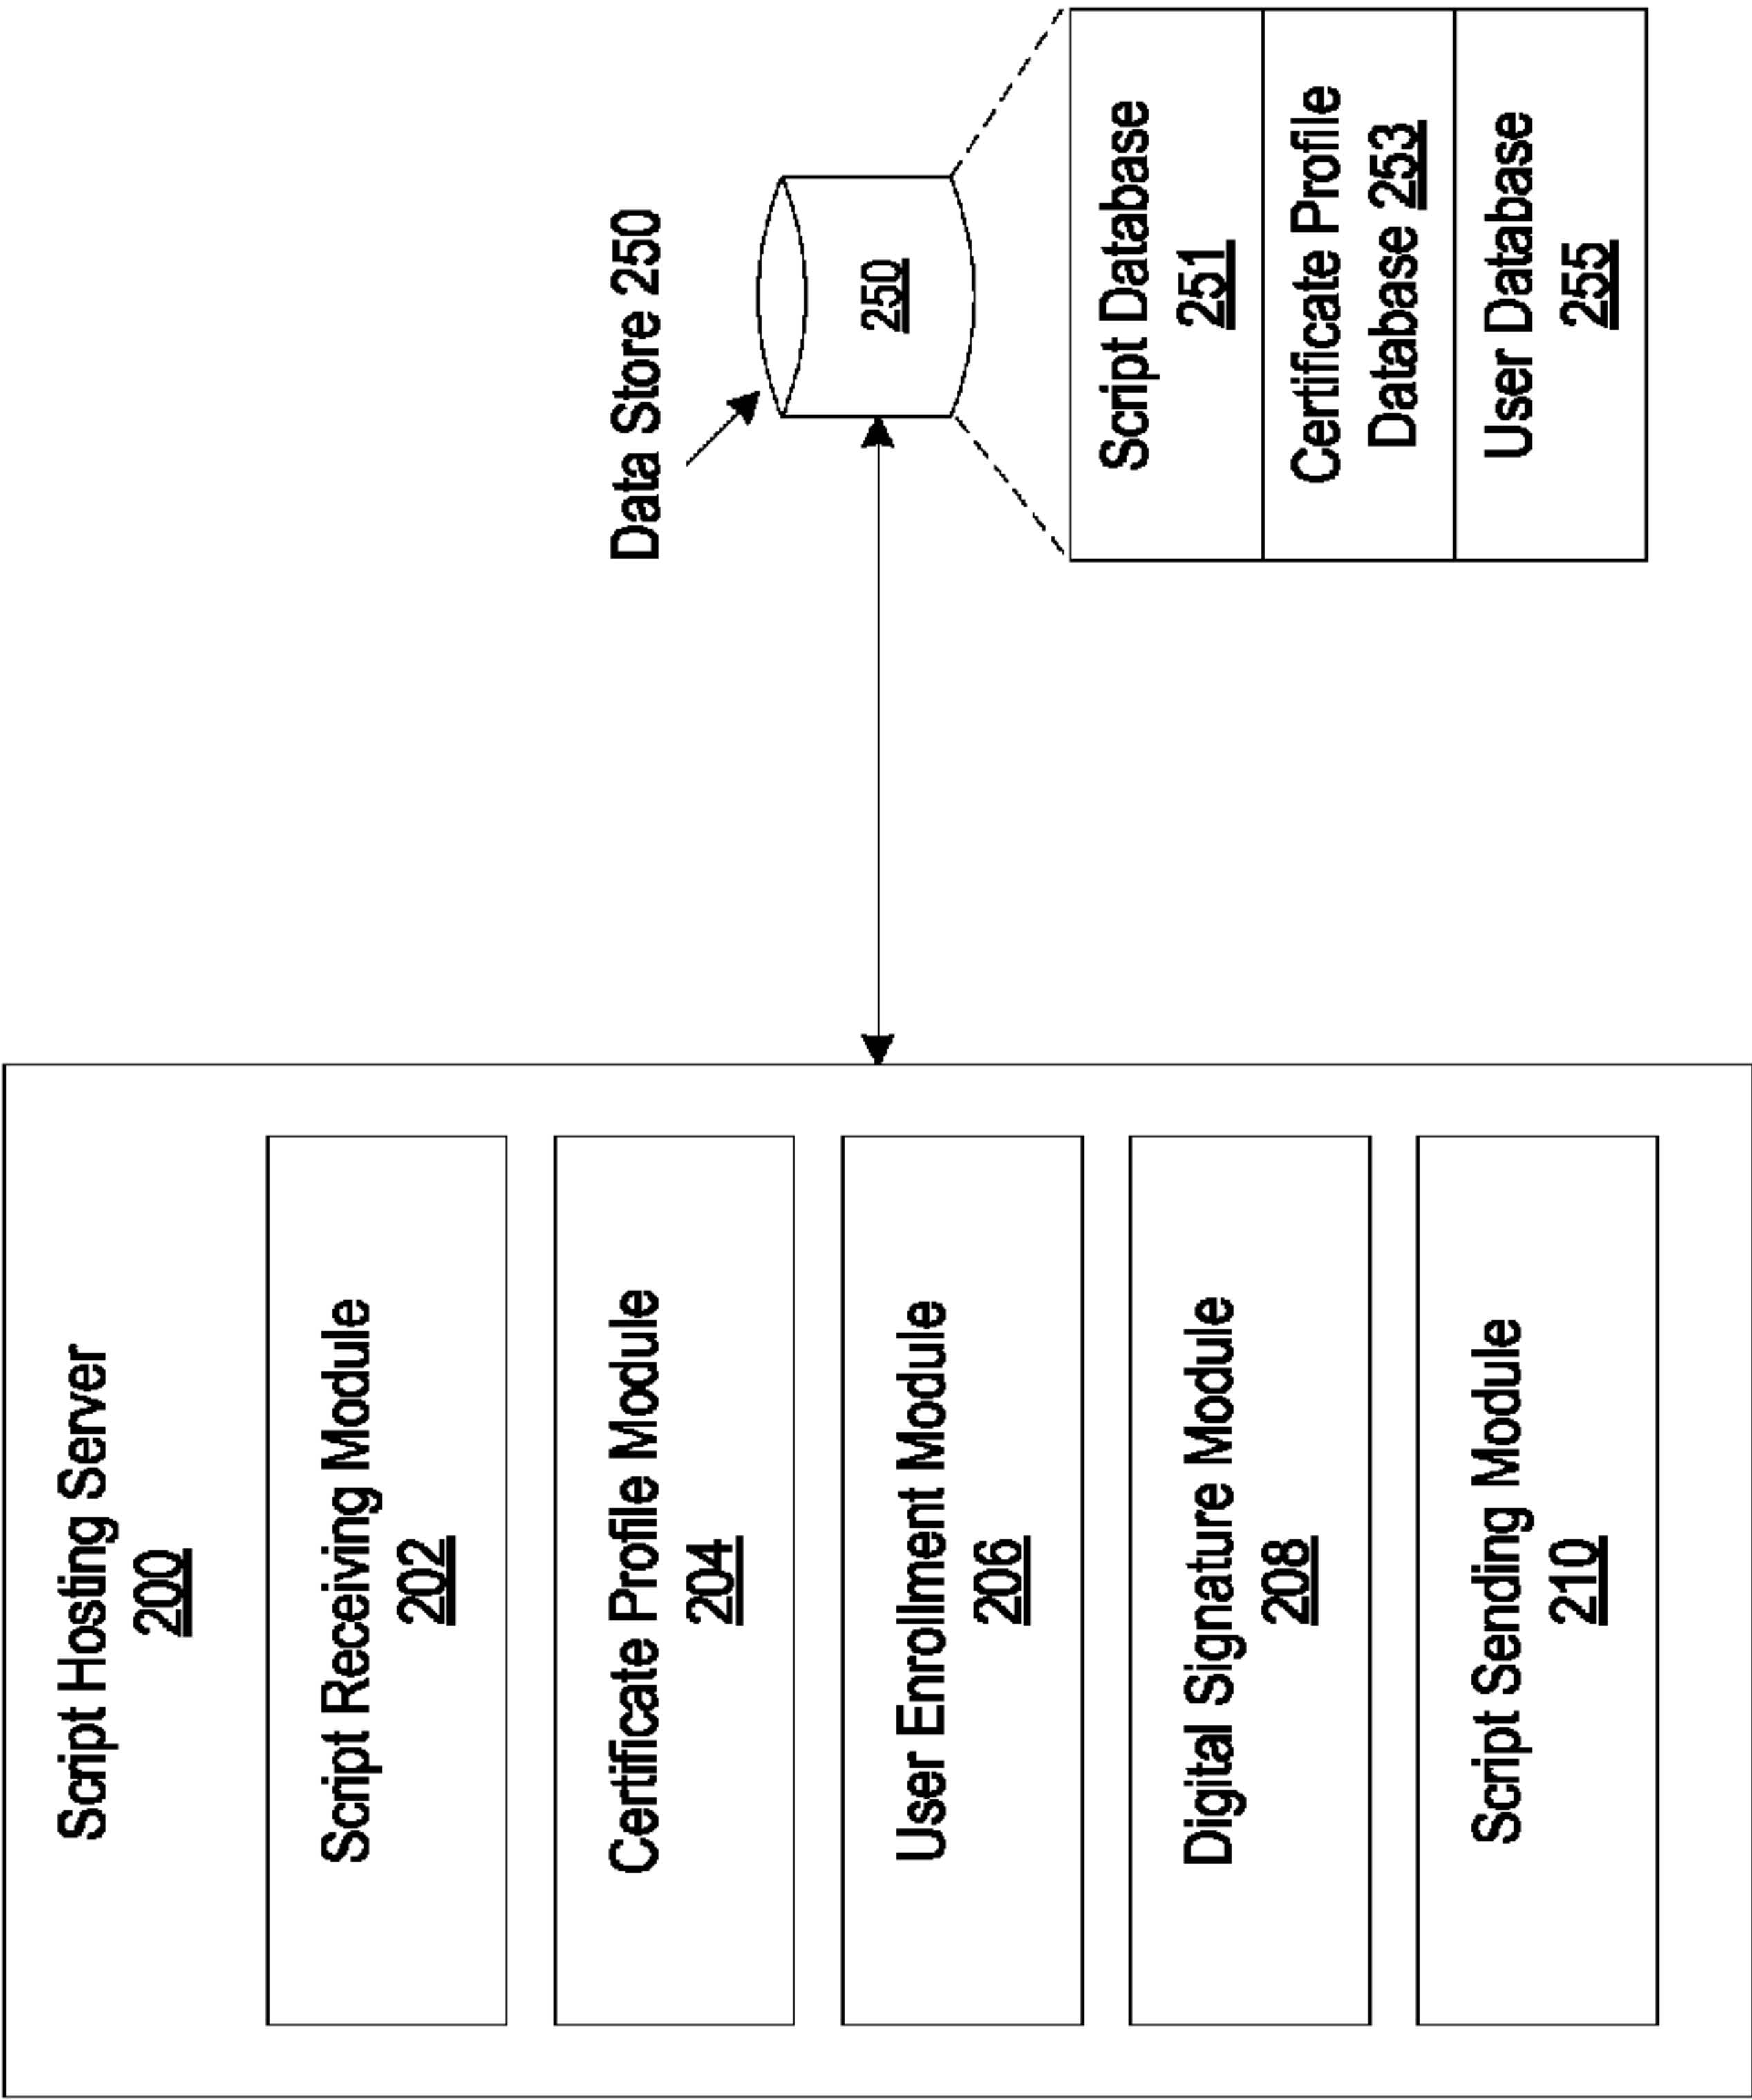 Script Hosting Server
200
Script Receiving Module
202
Certificate Profile Module
204
User Enrollment Module
206
Digital Signature Module
208
Script Sending Module
210
Data Store 250
250
Script Database
251
Certificate Profile
Database 253
User Database
255